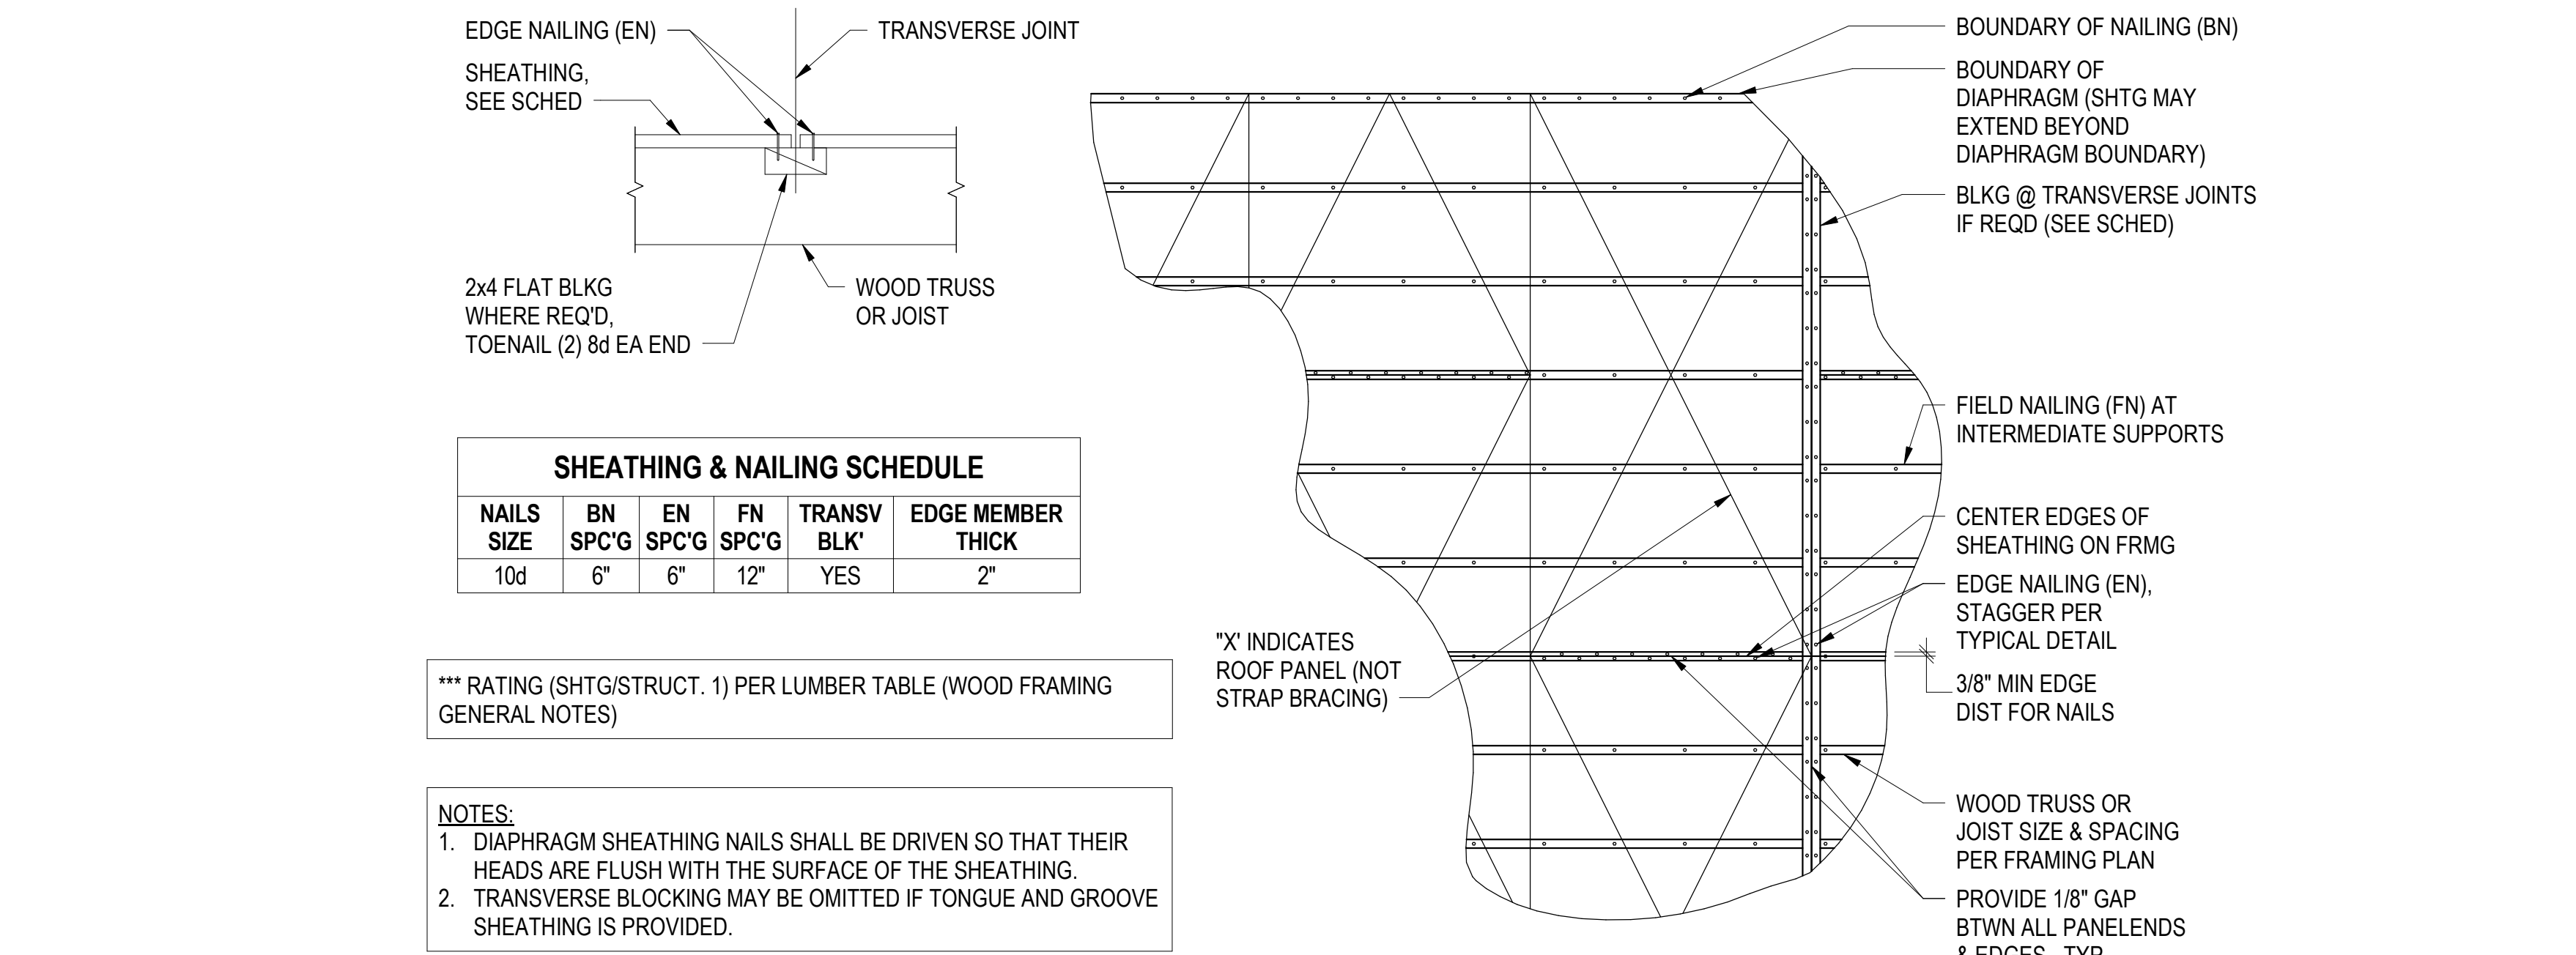 EDGE NAILING (EN)
TRANSVERSE JOINT
SHEATHING,
SEE SCHED
2x4 FLAT BLKG
WHERE REQ'D,
TOENAIL (2) 8d EA END
WOOD TRUSS
OR JOIST
SHEATHING & NAILING SCHEDULE
NAILS SIZE BN SPC'G EN SPC'G FN SPC'G TRANSV BLK' EDGE MEMBER THICK
10d 6" 6" 12" YES 2"
*** RATING (SHTG/STRUCT. 1) PER LUMBER TABLE (WOOD FRAMING
GENERAL NOTES)
NOTES:
1. DIAPHRAGM SHEATHING NAILS SHALL BE DRIVEN SO THAT THEIR
HEADS ARE FLUSH WITH THE SURFACE OF THE SHEATHING.
2. TRANSVERSE BLOCKING MAY BE OMITTED IF TONGUE AND GROOVE
SHEATHING IS PROVIDED.
"X' INDICATES
ROOF PANEL (NOT
STRAP BRACING)
BOUNDARY OF NAILING (BN)
BOUNDARY OF
DIAPHRAGM (SHTG MAY
EXTEND BEYOND
DIAPHRAGM BOUNDARY)
BLKG @ TRANSVERSE JOINTS
IF REQD (SEE SCHED)
FIELD NAILING (FN) AT
INTERMEDIATE SUPPORTS
CENTER EDGES OF
SHEATHING ON FRMG
EDGE NAILING (EN),
STAGGER PER
TYPICAL DETAIL
3/8" MIN EDGE
DIST FOR NAILS
WOOD TRUSS OR
JOIST SIZE & SPACING
PER FRAMING PLAN
PROVIDE 1/8" GAP
BTWN ALL PANELENDS
& EDGES - TYP